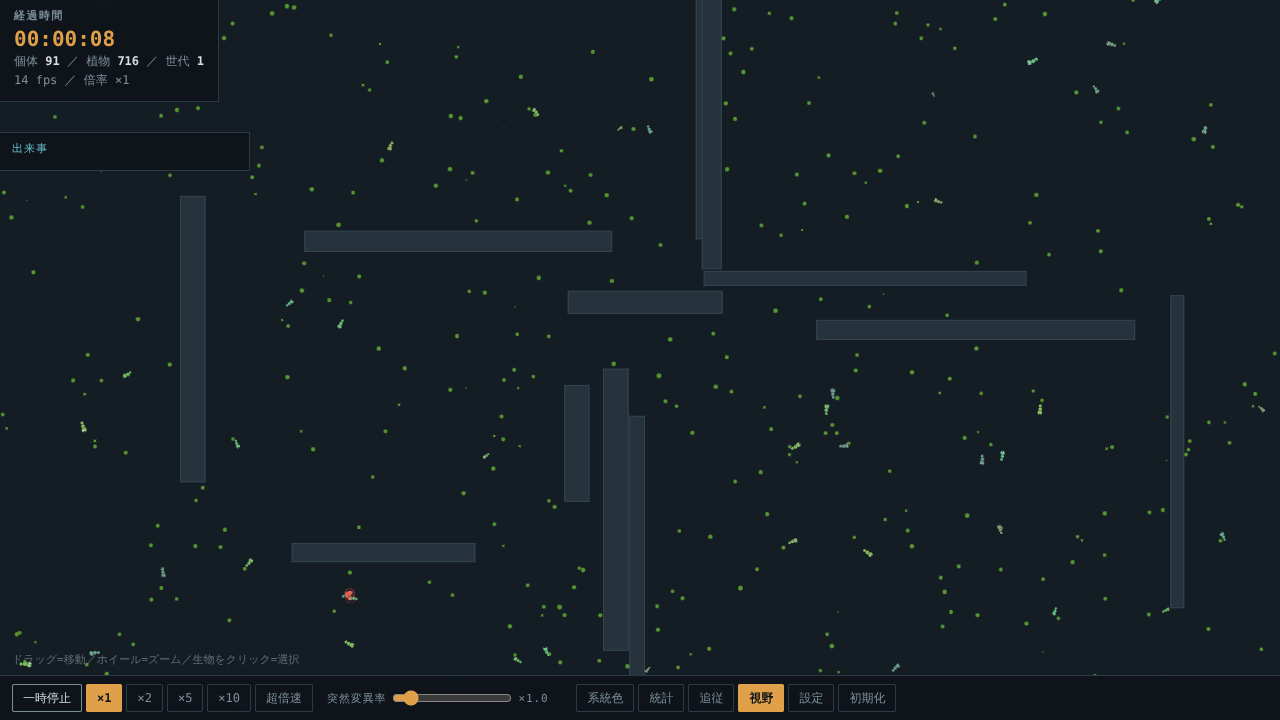 経過時間
00:00:08
個体 91 ／ 植物 716 ／ 世代 1
14 fps ／ 倍率 ×1
出来事
ドラッグ=移動／ホイール=ズーム／生物をクリック=選択
一時停止 ×1 ×2 ×5 ×10 超倍速 突然変異率 ×1.0 系統色 統計 追従 視野 設定 初期化